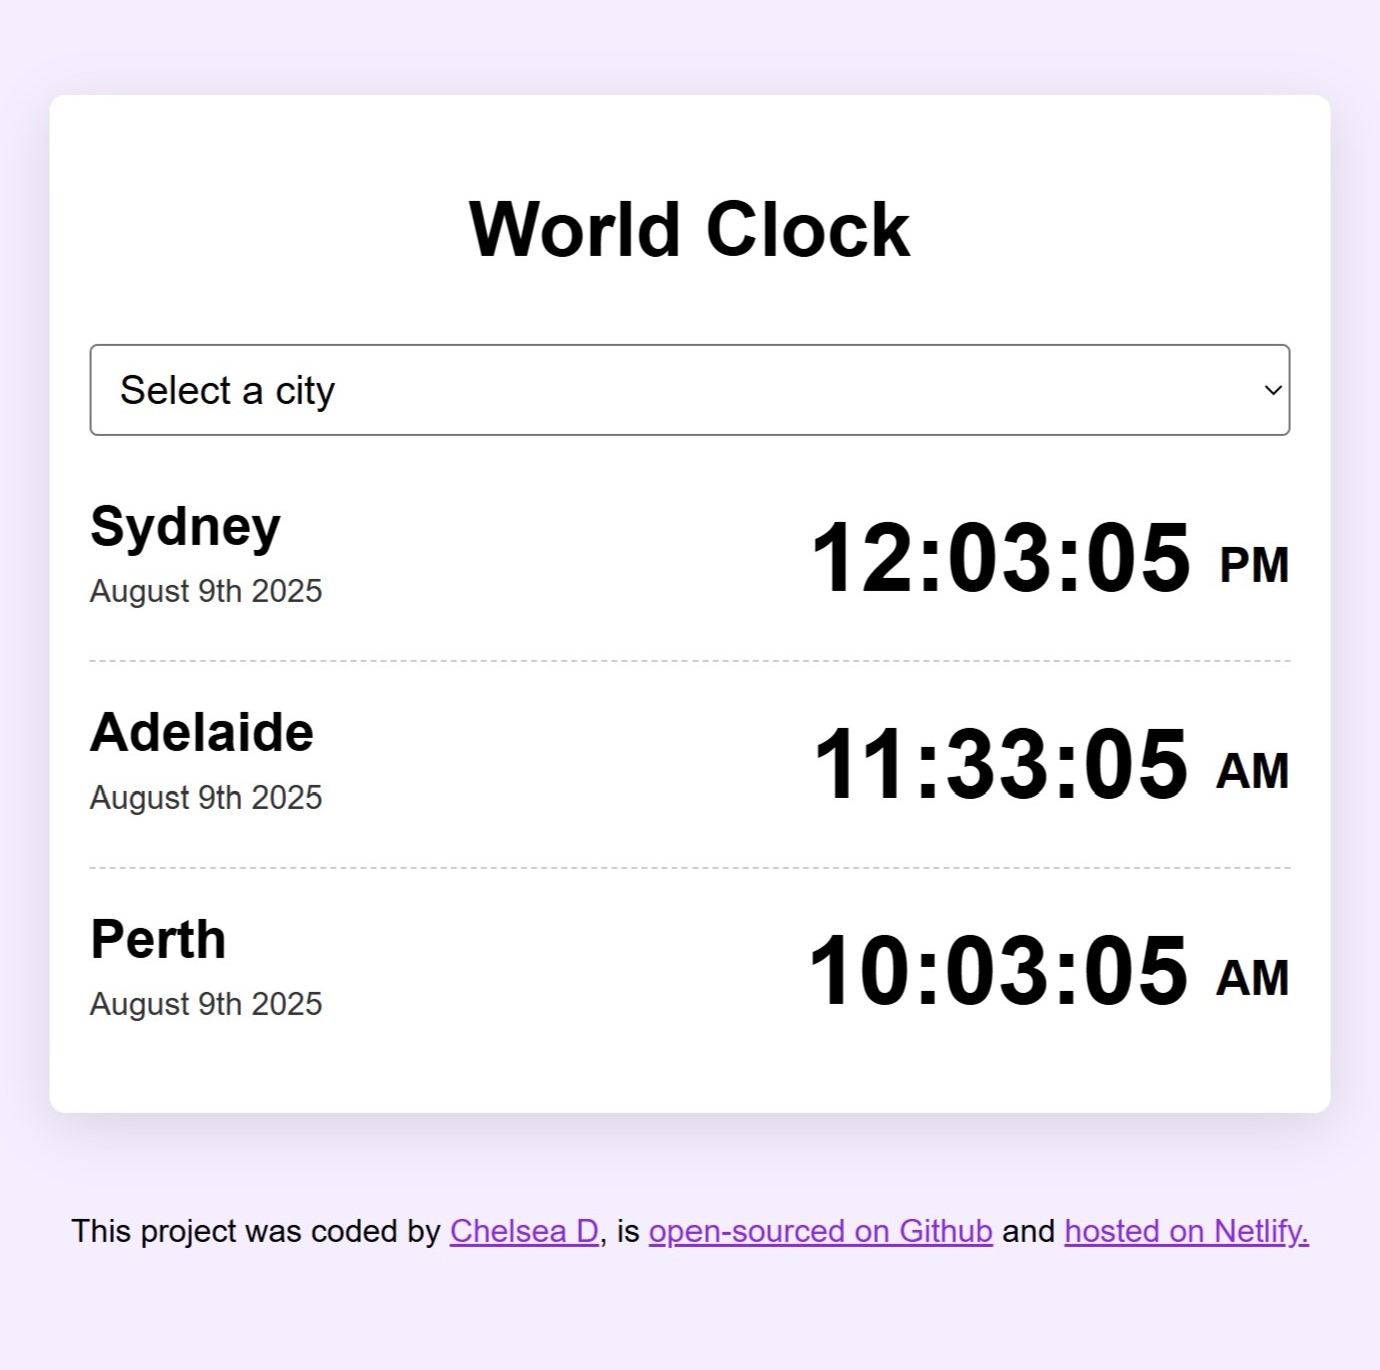 World Clock
Select a city
Sydney
August 9th 2025
12:03:05 PM
Adelaide
August 9th 2025
11:33:05 AM
Perth
August 9th 2025
10:03:05 AM
This project was coded by Chelsea D, is open-sourced on Github and hosted on Netlify.